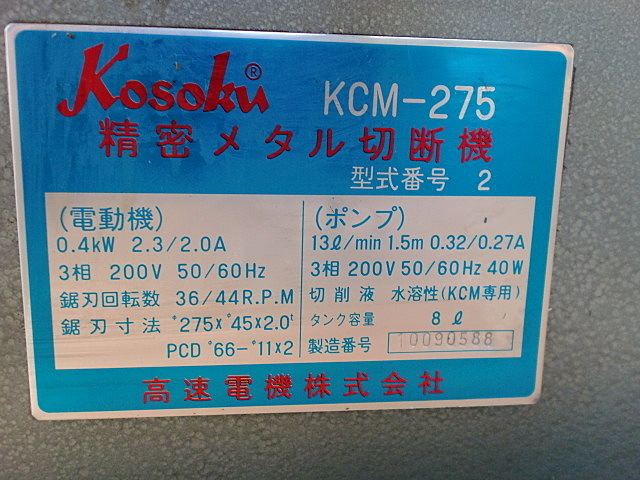 Kosoku® KCM-275
精密メタル切断機
型式番号 2
(電動機)
0.4kW 2.3/2.0A
3相 200V 50/60Hz
鋸刃回転数 36/44R.P.M
鋸刃寸法 °275×°45×2.0ᵗ
PCD °66-°11×2
(ポンプ)
13ℓ/min 1.5m 0.32/0.27A
3相 200V 50/60Hz 40W
切削液 水溶性(KCM専用)
タンク容量 8ℓ
製造番号 10090588
高速電機株式会社